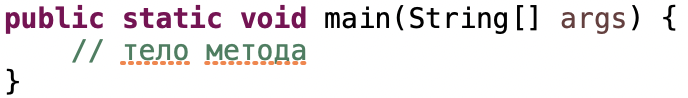 public static void main(String[] args) {
// тело метода
}